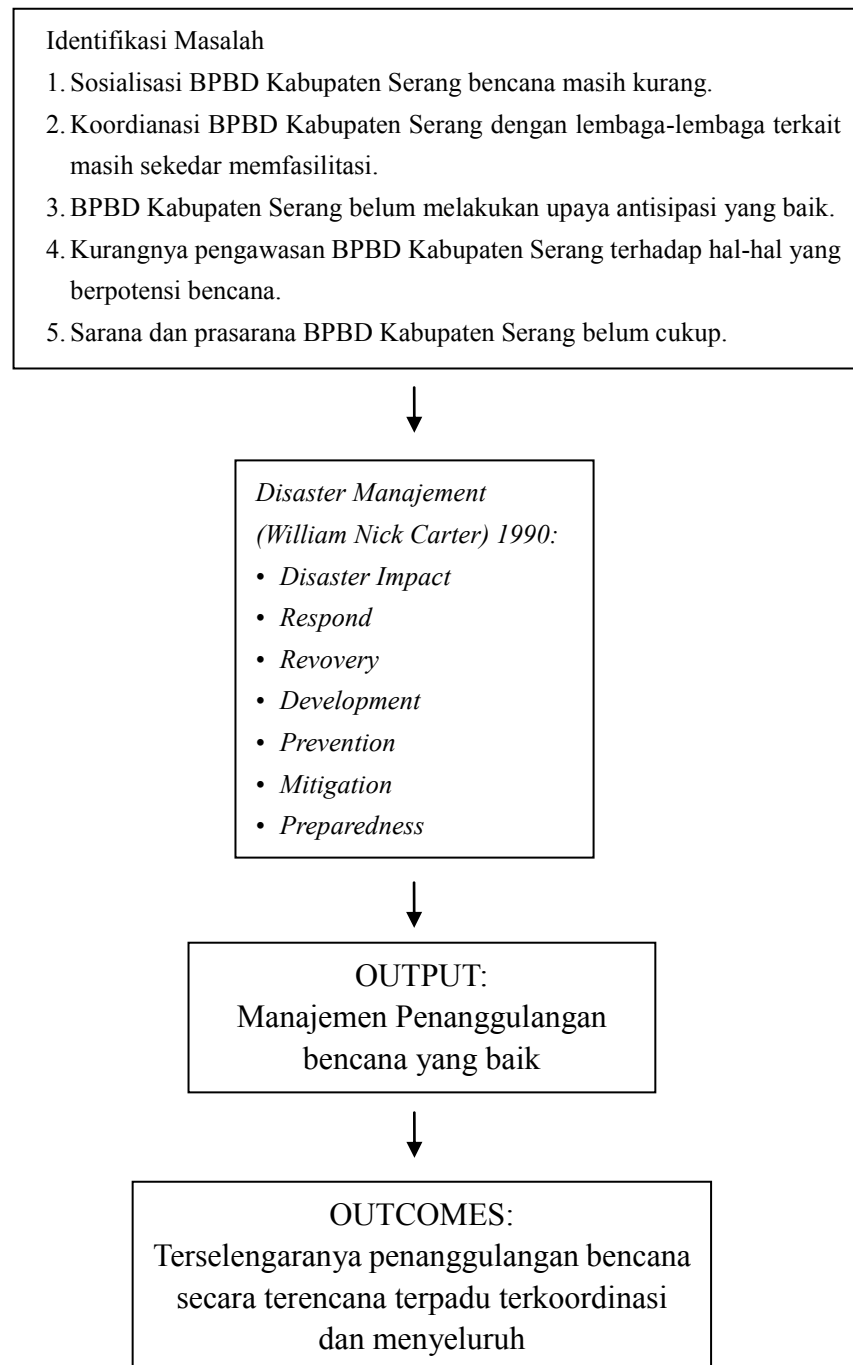 Identifikasi Masalah
1. Sosialisasi BPBD Kabupaten Serang bencana masih kurang.
2. Koordianasi BPBD Kabupaten Serang dengan lembaga-lembaga terkait
masih sekedar memfasilitasi.
3. BPBD Kabupaten Serang belum melakukan upaya antisipasi yang baik.
4. Kurangnya pengawasan BPBD Kabupaten Serang terhadap hal-hal yang
berpotensi bencana.
5. Sarana dan prasarana BPBD Kabupaten Serang belum cukup.
Disaster Manajement
(William Nick Carter) 1990:
• Disaster Impact
• Respond
• Revovery
• Development
• Prevention
• Mitigation
• Preparedness
OUTPUT:
Manajemen Penanggulangan
bencana yang baik
OUTCOMES:
Terselengaranya penanggulangan bencana
secara terencana terpadu terkoordinasi
dan menyeluruh